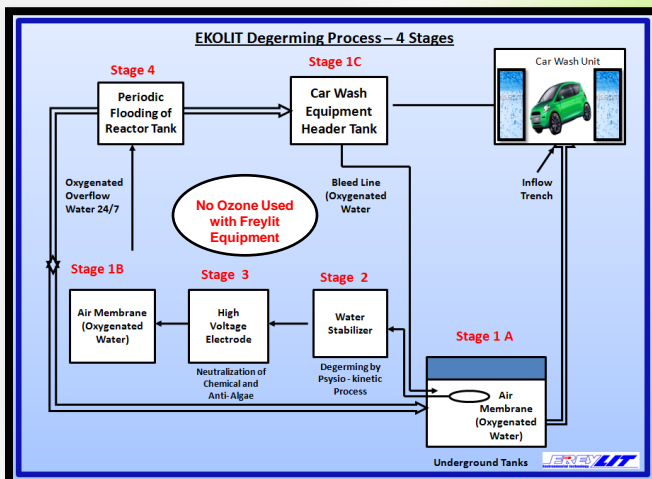 EKOLIT Degerming Process – 4 Stages
Stage 4
Periodic
Flooding of
Reactor Tank
Stage 1C
Car Wash
Equipment
Header Tank
Car Wash Unit
Oxygenated
Overflow
Water 24/7
Bleed Line
(Oxygenated
Water
Inflow
Trench
No Ozone Used
with Freylit
Equipment
Stage 1B
Air Membrane
(Oxygenated
Water)
Stage 3
High
Voltage
Electrode
Neutralization of
Chemical and
Anti- Algae
Stage 2
Water
Stabilizer
Degerming by
Psysio - kinetic
Process
Stage 1 A
Air
Membrane
(Oxygenated
Water)
Underground Tanks
FREYLIT
Environmental Technology